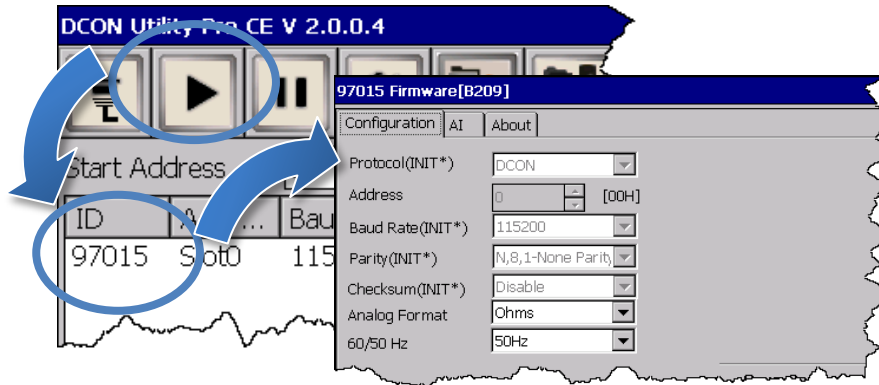 DCON Utility Pro CE V 2.0.0.4
Start Address
ID
Bau
97015 Slot0 115
97015 Firmware[B209]
Configuration AI About
Protocol(INIT*) DCON
Address 0 [00H]
Baud Rate(INIT*) 115200
Parity(INIT*) N,8,1-None Parity
Checksum(INIT*) Disable
Analog Format Ohms
60/50 Hz 50Hz